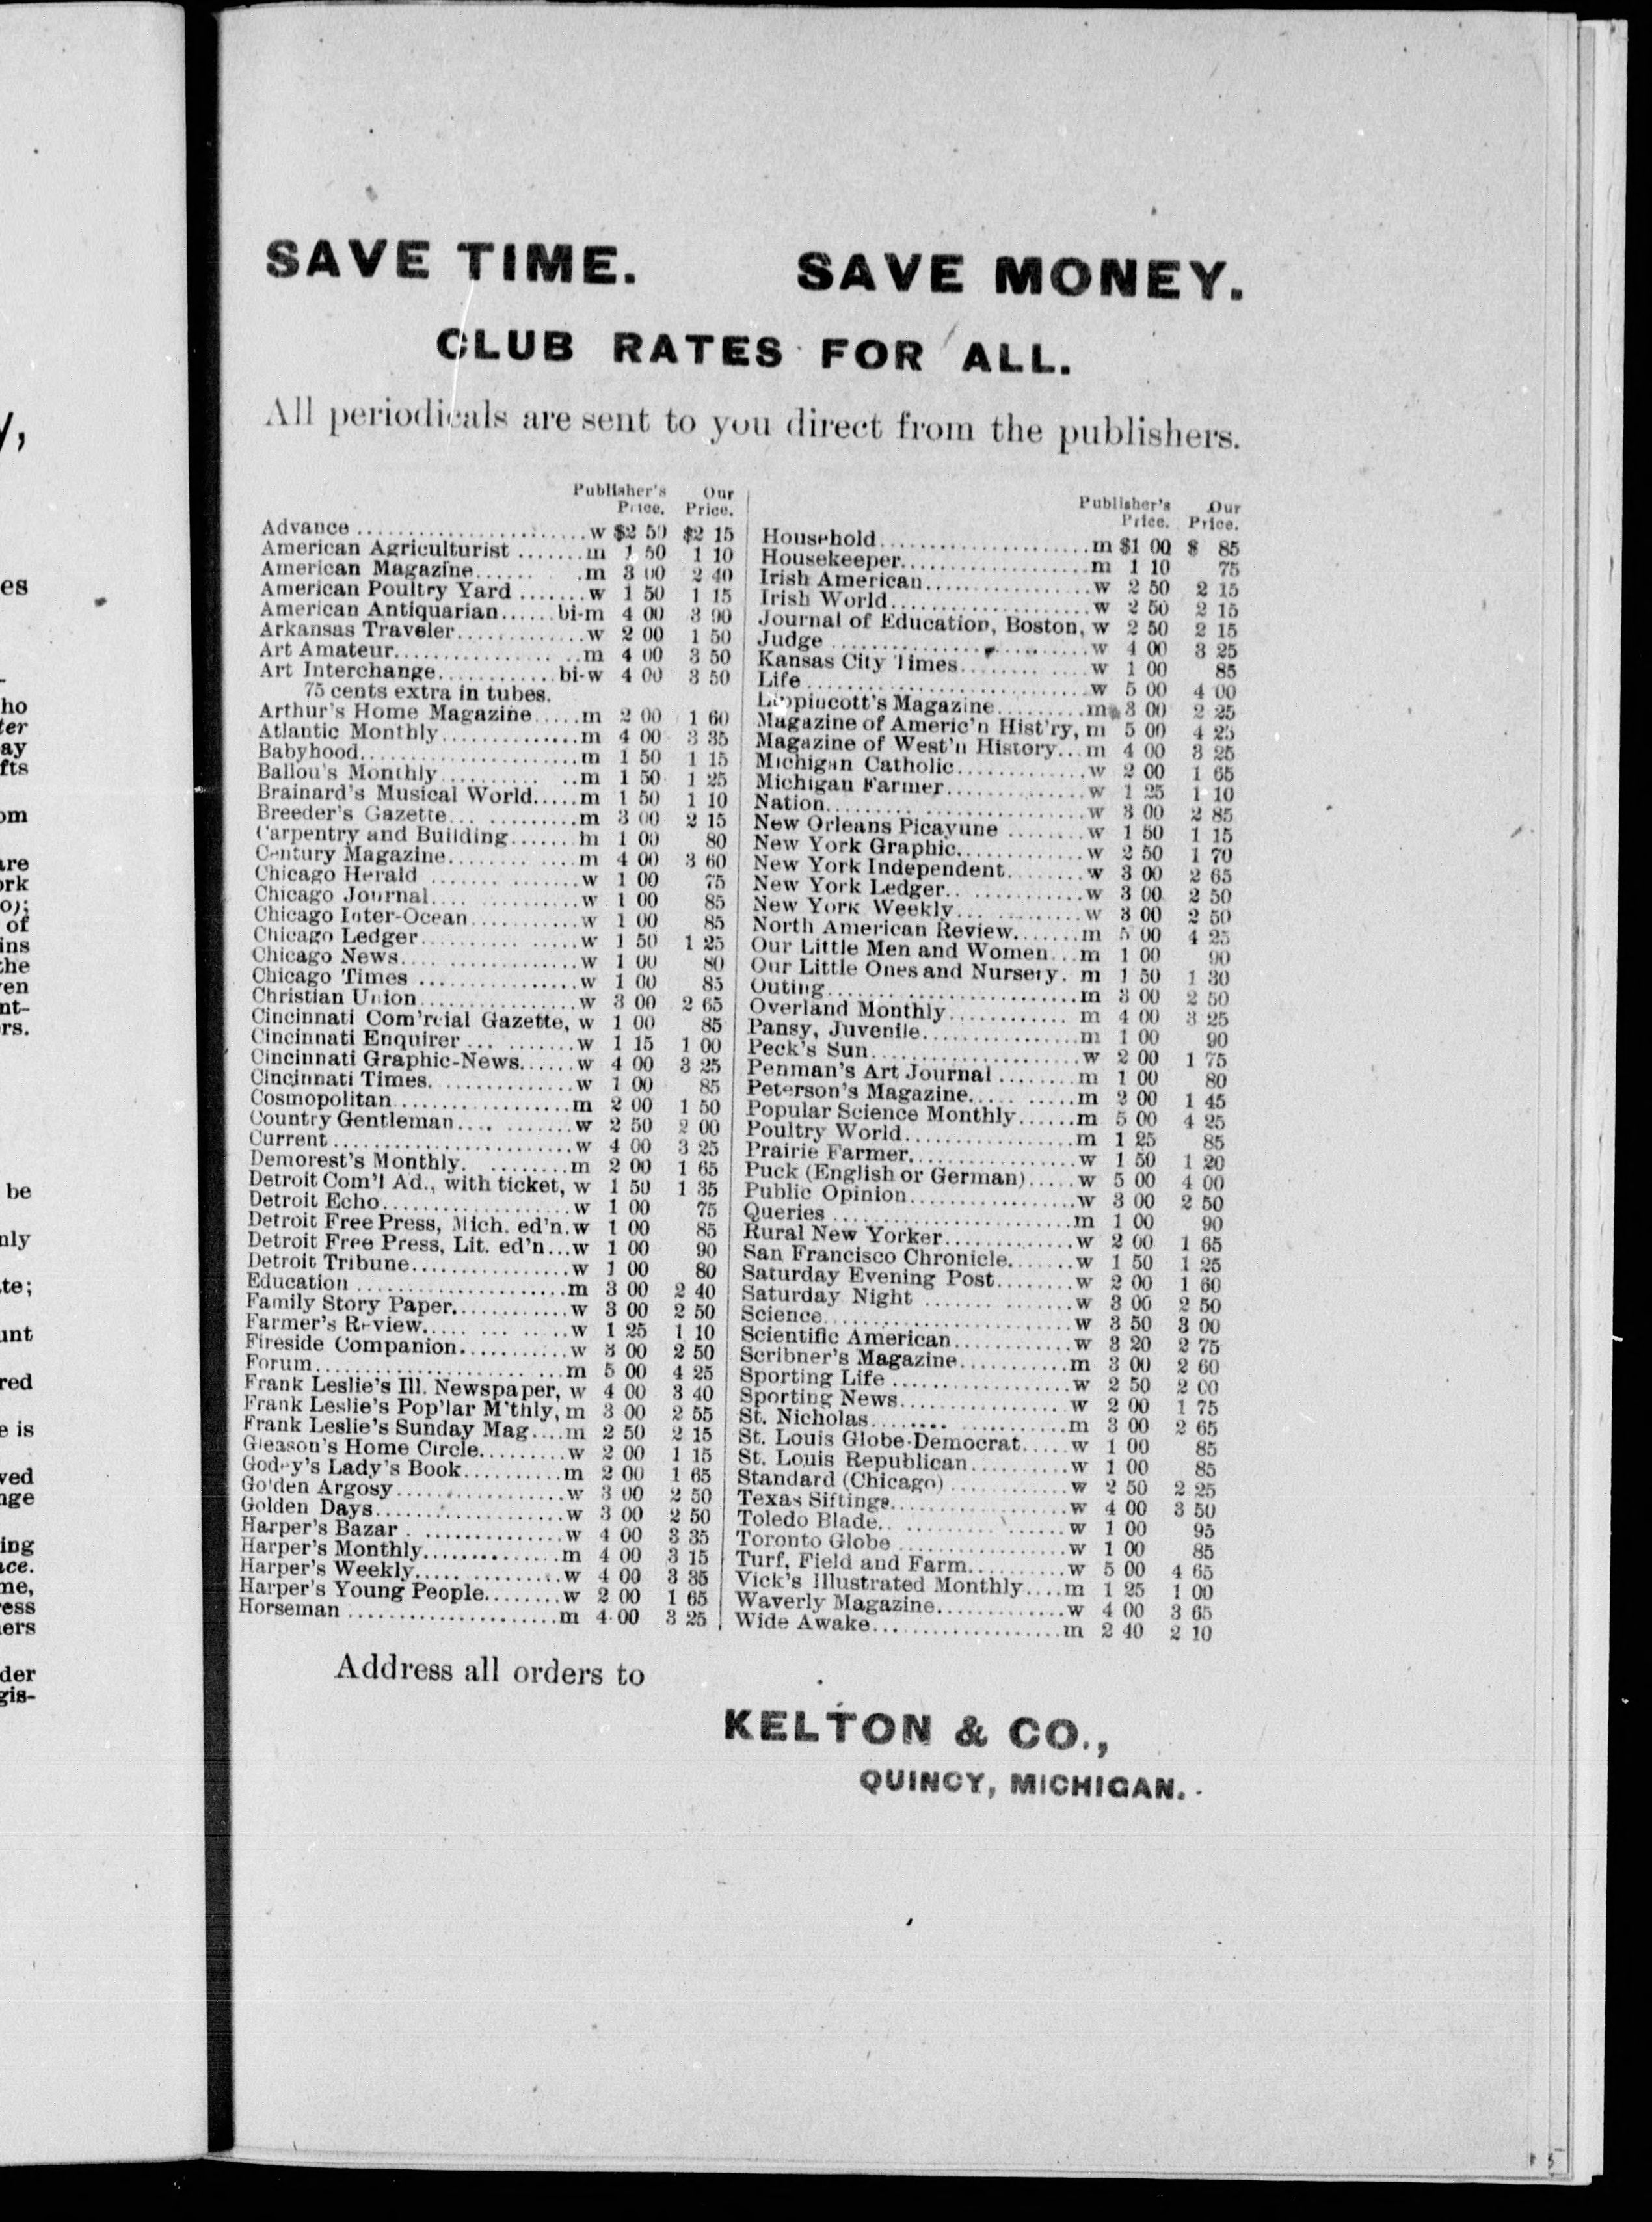 SAVE TIME. SAVE MONEY.
CLUB RATES FOR ALL.
All periodicals are sent to you direct from the publishers.
Publisher's Our
Price. Price.
Advance ........ w $2 50 $2 15
American Agriculturist ....... m 1 50 1 10
American Magazine....... m 3 00 2 40
American Poultry Yard ....... w 1 50 1 15
American Antiquarian...... bi-m 4 00 3 90
Arkansas Traveler........ w 2 00 1 50
Art Amateur........ m 4 00 3 50
Art Interchange........ bi-w 4 00 3 50
75 cents extra in tubes.
Arthur's Home Magazine..... m 2 00 1 60
Atlantic Monthly........ m 4 00 3 35
Babyhood........ m 1 50 1 15
Ballou's Monthly........ m 1 50 1 25
Brainard's Musical World..... m 1 50 1 10
Breeder's Gazette........ m 3 00 2 15
Carpentry and Building....... m 1 00 80
Century Magazine........ m 4 00 3 60
Chicago Herald ........ w 1 00 75
Chicago Journal........ w 1 00 85
Chicago Inter-Ocean........ w 1 00 85
Chicago Ledger........ w 1 50 1 25
Chicago News........ w 1 00 80
Chicago Times ........ w 1 00 85
Christian Union........ w 3 00 2 65
Cincinnati Com'rcial Gazette, w 1 00 85
Cincinnati Enquirer ........ w 1 15 1 00
Cincinnati Graphic-News...... w 4 00 3 25
Cincinnati Times........ w 1 00 85
Cosmopolitan........ m 2 00 1 50
Country Gentleman........ w 2 50 2 00
Current ........ w 4 00 3 25
Demorest's Monthly........ m 2 00 1 65
Detroit Com'l Ad., with ticket, w 1 50 1 35
Detroit Echo........ w 1 00 75
Detroit Free Press, Mich. ed'n. w 1 00 85
Detroit Free Press, Lit. ed'n... w 1 00 90
Detroit Tribune........ w 1 00 80
Education ........ m 3 00 2 40
Family Story Paper........ w 3 00 2 50
Farmer's Review........ w 1 25 1 10
Fireside Companion........ w 3 00 2 50
Forum........ m 5 00 4 25
Frank Leslie's Ill. Newspaper, w 4 00 3 40
Frank Leslie's Pop'lar M'thly, m 3 00 2 55
Frank Leslie's Sunday Mag.... m 2 50 2 15
Gleason's Home Circle........ w 2 00 1 15
Godey's Lady's Book........ m 2 00 1 65
Golden Argosy........ w 3 00 2 50
Golden Days........ w 3 00 2 50
Harper's Bazar ........ w 4 00 3 35
Harper's Monthly........ m 4 00 3 15
Harper's Weekly........ w 4 00 3 35
Harper's Young People........ w 2 00 1 65
Horseman ........ m 4 00 3 25
Publisher's Our
Price. Price.
Household........ m $1 00 $ 85
Housekeeper........ m 1 10 75
Irish American........ w 2 50 2 15
Irish World........ w 2 50 2 15
Journal of Education, Boston, w 2 50 2 15
Judge ........ w 4 00 3 25
Kansas City Times........ w 1 00 85
Life........ w 5 00 4 00
Lippincott's Magazine........ m 3 00 2 25
Magazine of Americ'n Hist'ry, m 5 00 4 25
Magazine of West'n History... m 4 00 3 25
Michigan Catholic........ w 2 00 1 65
Michigan Farmer........ w 1 25 1 10
Nation........ w 3 00 2 85
New Orleans Picayune ........ w 1 50 1 15
New York Graphic........ w 2 50 1 70
New York Independent........ w 3 00 2 65
New York Ledger........ w 3 00 2 50
New York Weekly........ w 3 00 2 50
North American Review....... m 5 00 4 25
Our Little Men and Women... m 1 00 90
Our Little Ones and Nursery. m 1 50 1 30
Outing........ m 3 00 2 50
Overland Monthly........ m 4 00 3 25
Pansy, Juvenile........ m 1 00 90
Peck's Sun........ w 2 00 1 75
Penman's Art Journal ........ m 1 00 80
Peterson's Magazine........ m 2 00 1 45
Popular Science Monthly...... m 5 00 4 25
Poultry World........ m 1 25 85
Prairie Farmer........ w 1 50 1 20
Puck (English or German)..... w 5 00 4 00
Public Opinion........ w 3 00 2 50
Queries ........ m 1 00 90
Rural New Yorker........ w 2 00 1 65
San Francisco Chronicle....... w 1 50 1 25
Saturday Evening Post........ w 2 00 1 60
Saturday Night ........ w 3 00 2 50
Science........ w 3 50 3 00
Scientific American........ w 3 20 2 75
Scribner's Magazine........ m 3 00 2 60
Sporting Life ........ w 2 50 2 00
Sporting News........ w 2 00 1 75
St. Nicholas........ m 3 00 2 65
St. Louis Globe-Democrat..... w 1 00 85
St. Louis Republican........ w 1 00 85
Standard (Chicago) ........ w 2 50 2 25
Texas Siftings........ w 4 00 3 50
Toledo Blade........ w 1 00 95
Toronto Globe ........ w 1 00 85
Turf, Field and Farm........ w 5 00 4 65
Vick's Illustrated Monthly.... m 1 25 1 00
Waverly Magazine........ w 4 00 3 65
Wide Awake........ m 2 40 2 10
Address all orders to
KELTON & CO.,
QUINCY, MICHIGAN.